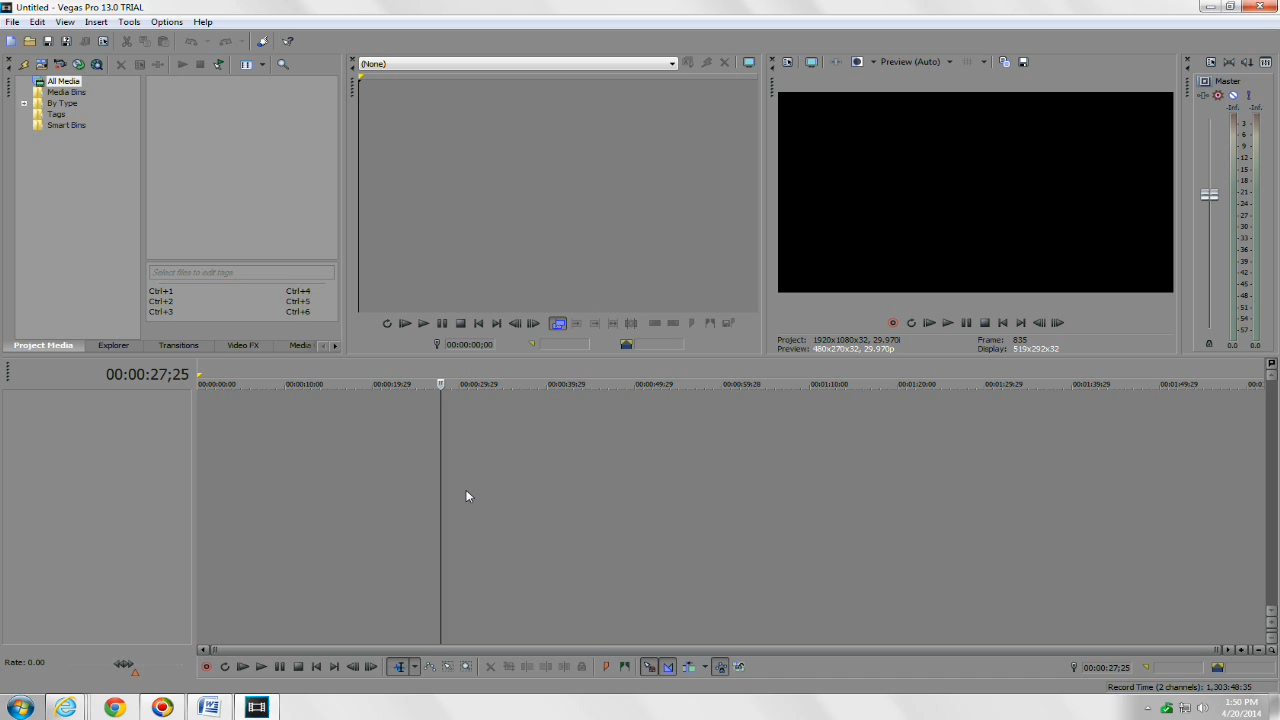 Untitled - Vegas Pro 13.0 TRIAL
File Edit View Insert Tools Options Help
All Media
Media Bins
By Type
Tags
Smart Bins
Select files to edit tags
Ctrl+1 Ctrl+4
Ctrl+2 Ctrl+5
Ctrl+3 Ctrl+6
Project Media Explorer Transitions Video FX Media
(None)
00:00:00;00
Preview (Auto)
Project: 1920x1080x32, 29.970i
Preview: 480x270x32, 29.970p
Frame: 835
Display: 519x292x32
Master
-Inf. -Inf.
3
6
9
12
15
18
21
24
27
30
33
36
39
42
45
48
51
54
57
0.0 0.0
00:00:27;25
00:00:00;00 00:00:10;00 00:00:19;29 00:00:29;29 00:00:39;29 00:00:49;29 00:00:59;28 00:01:10;00 00:01:20;00 00:01:29;29 00:01:39;29 00:01:49;29 00:0
Rate: 0.00
00:00:27;25
Record Time (2 channels): 1,303:48:35
1:50 PM
4/20/2014